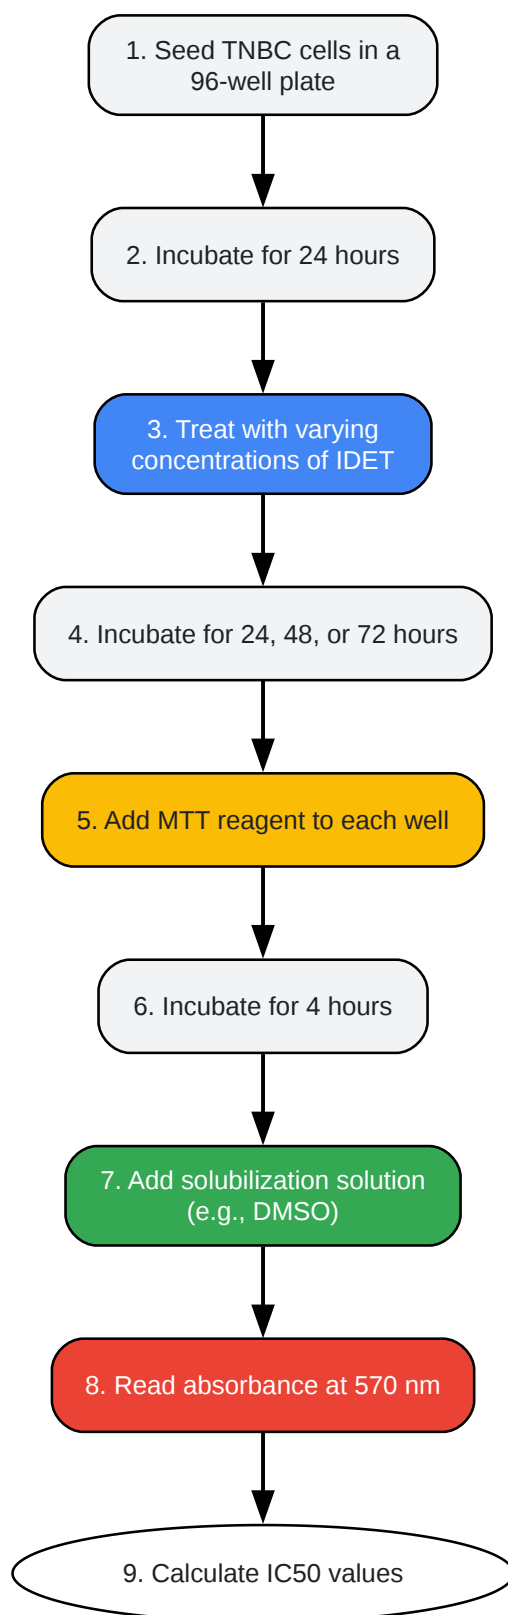 1. Seed TNBC cells in a
96-well plate
2. Incubate for 24 hours
3. Treat with varying
concentrations of IDET
4. Incubate for 24, 48, or 72 hours
5. Add MTT reagent to each well
6. Incubate for 4 hours
7. Add solubilization solution
(e.g., DMSO)
8. Read absorbance at 570 nm
9. Calculate IC50 values